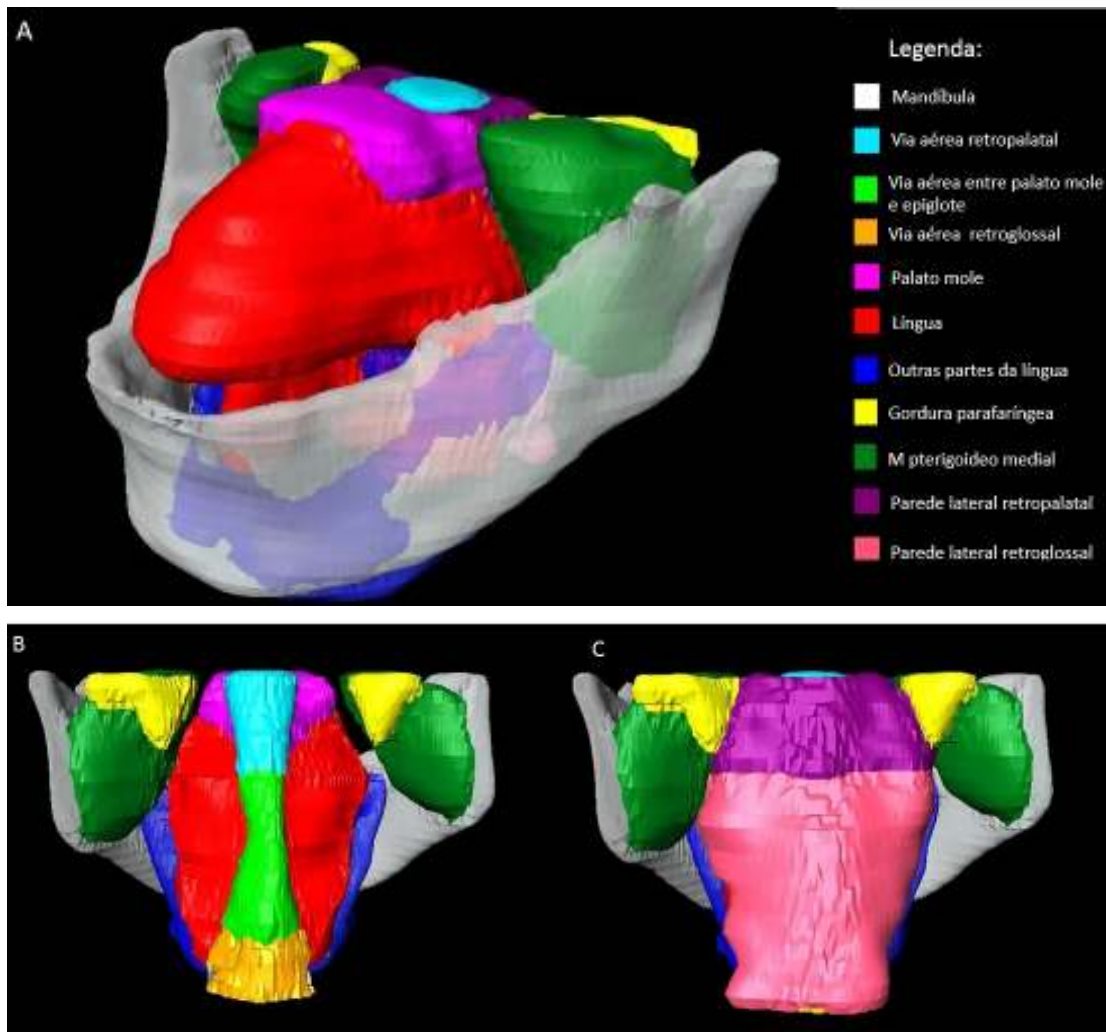 A
Legenda:
Mandíbula
Via aérea retropalatal
Via aérea entre palato mole
e epiglote
Via aérea retroglossal
Palato mole
Língua
Outras partes da língua
Gordura parafaríngea
M pterigoideo medial
Parede lateral retropalatal
Parede lateral retroglossal
B
C